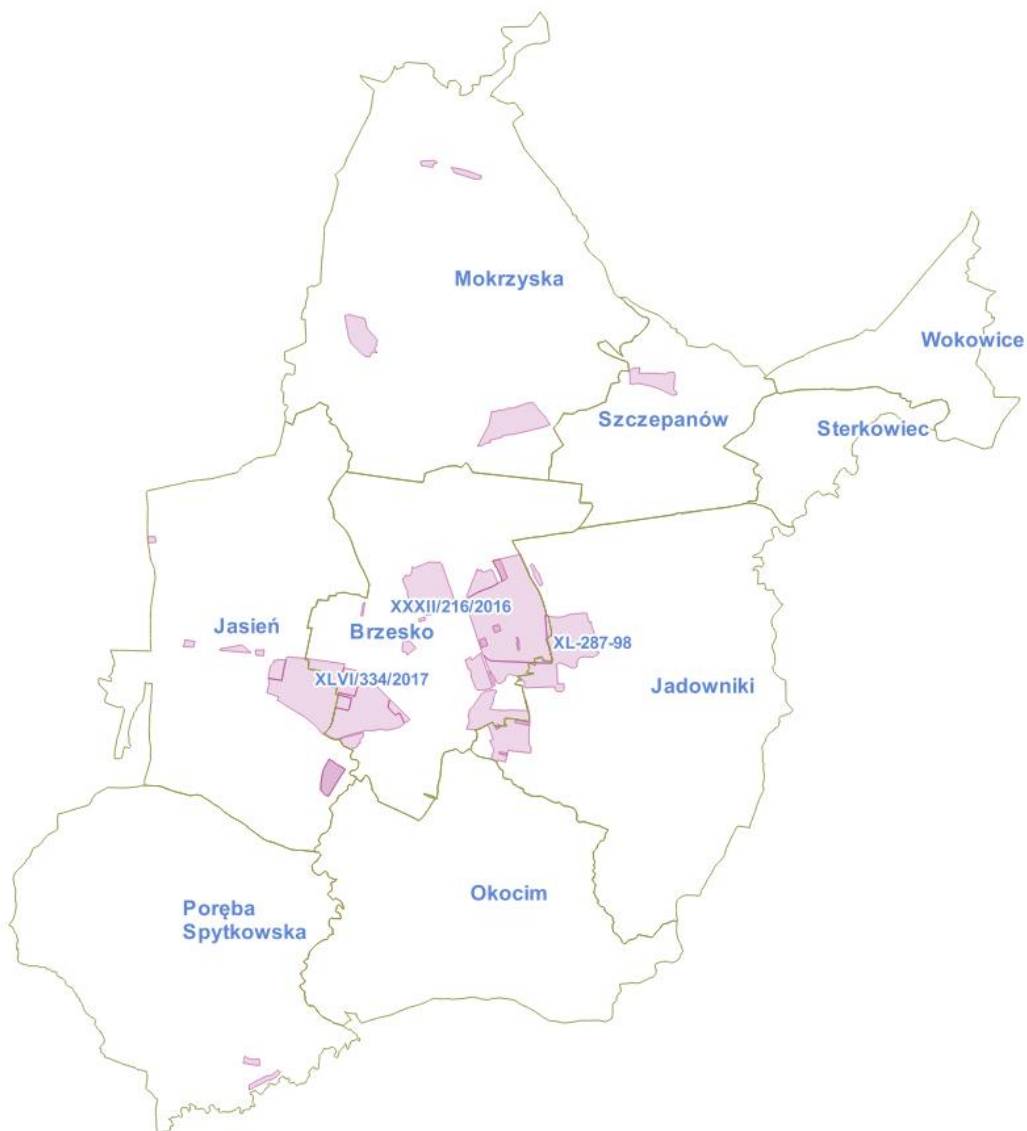 Mokrzyska
Wokowice
Szczepanów
Sterkowiec
XXXII/216/2016
Jasień
Brzesko
XL-287-98
XLVI/334/2017
Jadowniki
Okocim
Poręba
Spytkowska